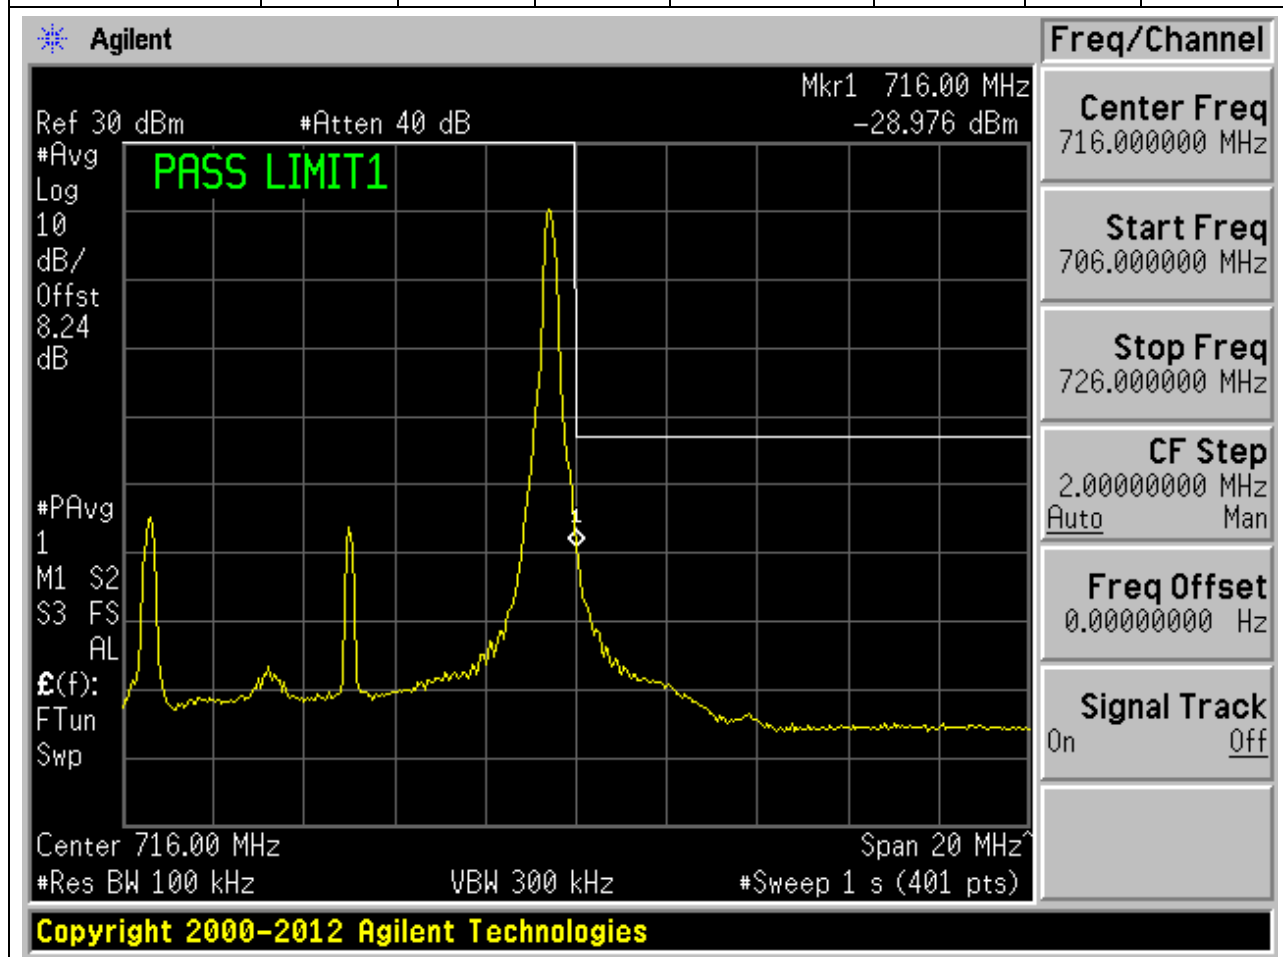 Agilent
Freq/Channel
Mkr1 716.00 MHz
Ref 30 dBm #Atten 40 dB -28.976 dBm
#Avg
Log
10
dB/
Offst
8.24
dB
PASS LIMIT1
1
#PAvg
1
M1 S2
S3 FS
AL
£(f):
FTun
Swp
Center 716.00 MHz Span 20 MHz^
#Res BW 100 kHz VBW 300 kHz #Sweep 1 s (401 pts)
Center Freq
716.000000 MHz
Start Freq
706.000000 MHz
Stop Freq
726.000000 MHz
CF Step
2.00000000 MHz
Auto Man
Freq Offset
0.00000000 Hz
Signal Track
On Off
Copyright 2000-2012 Agilent Technologies